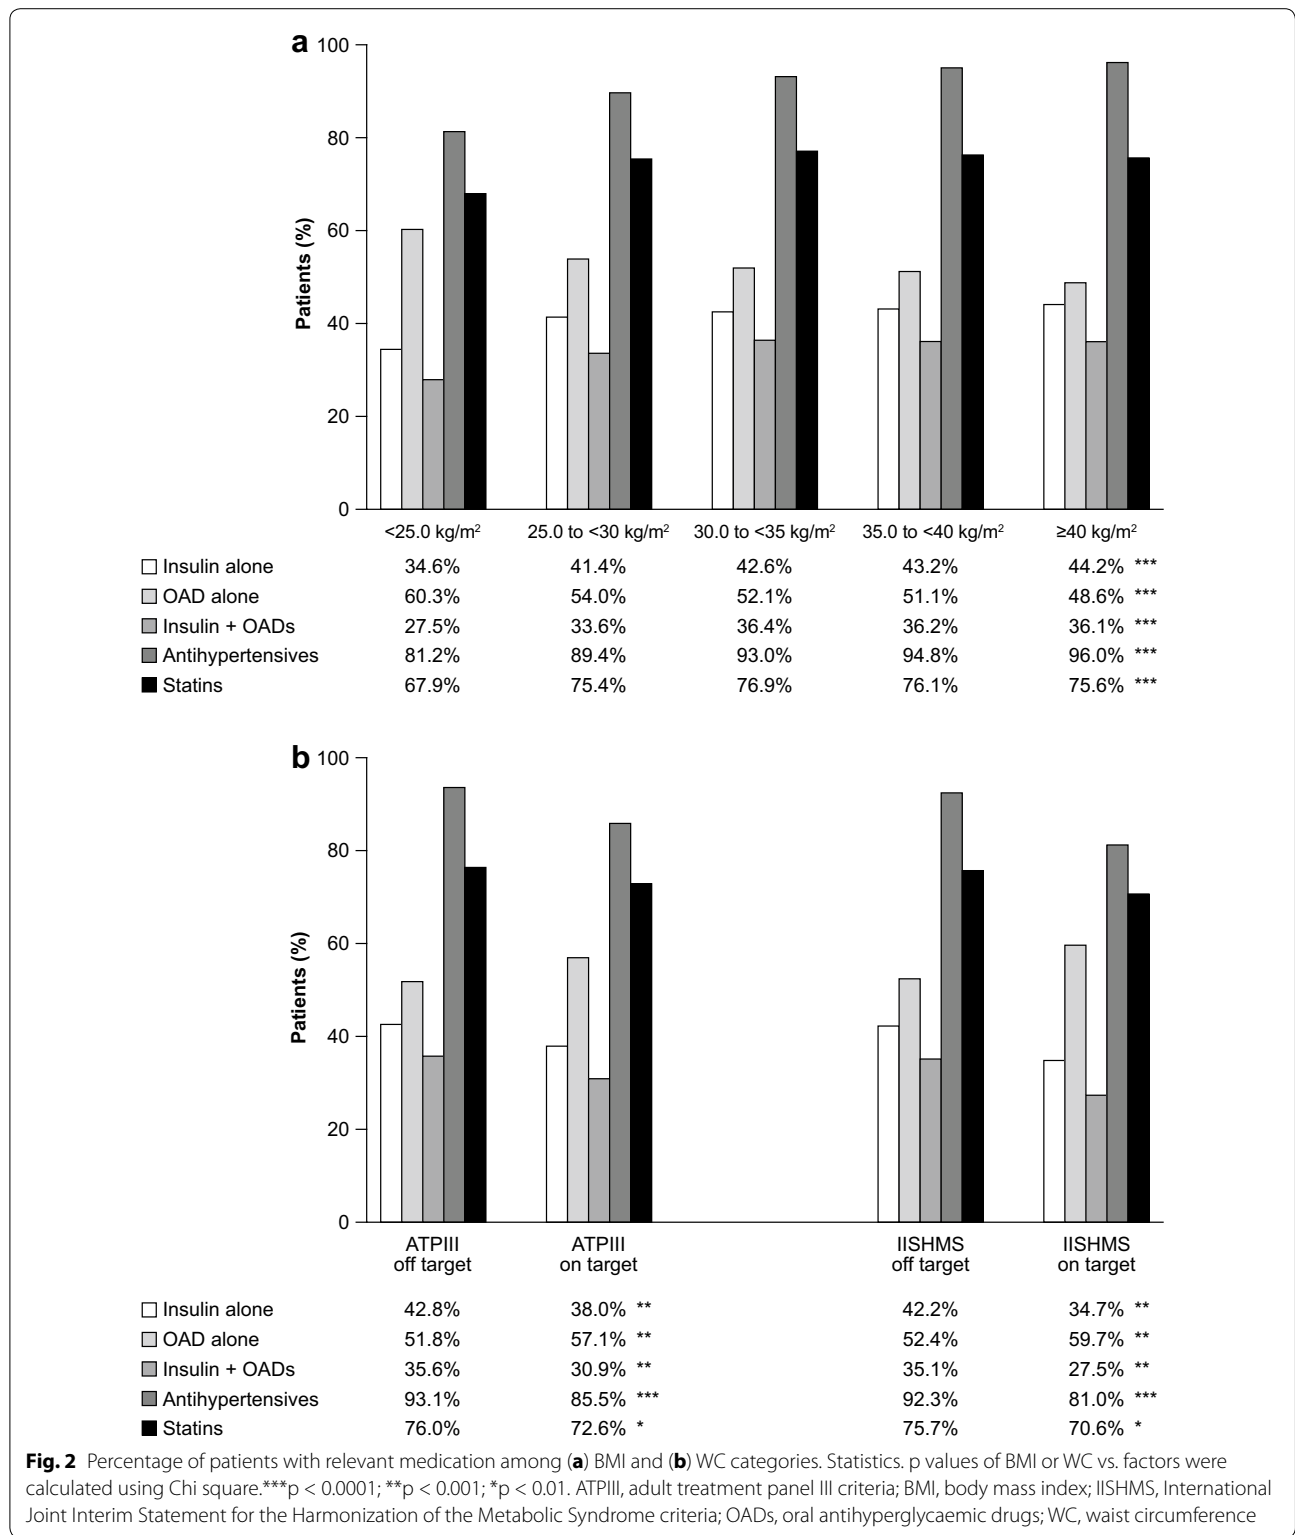 a
100
80
60
40
20
0
Patients (%)
<25.0 kg/m² 25.0 to <30 kg/m² 30.0 to <35 kg/m² 35.0 to <40 kg/m² ≥40 kg/m²
Insulin alone 34.6% 41.4% 42.6% 43.2% 44.2% ***
OAD alone 60.3% 54.0% 52.1% 51.1% 48.6% ***
Insulin + OADs 27.5% 33.6% 36.4% 36.2% 36.1% ***
Antihypertensives 81.2% 89.4% 93.0% 94.8% 96.0% ***
Statins 67.9% 75.4% 76.9% 76.1% 75.6% ***
b
100
80
60
40
20
0
Patients (%)
ATPIII ATPIII IISHMS IISHMS
off target on target off target on target
Insulin alone 42.8% 38.0% ** 42.2% 34.7% **
OAD alone 51.8% 57.1% ** 52.4% 59.7% **
Insulin + OADs 35.6% 30.9% ** 35.1% 27.5% **
Antihypertensives 93.1% 85.5% *** 92.3% 81.0% ***
Statins 76.0% 72.6% * 75.7% 70.6% *
Fig. 2 Percentage of patients with relevant medication among (a) BMI and (b) WC categories. Statistics. p values of BMI or WC vs. factors were
calculated using Chi square.***p < 0.0001; **p < 0.001; *p < 0.01. ATPIII, adult treatment panel III criteria; BMI, body mass index; IISHMS, International
Joint Interim Statement for the Harmonization of the Metabolic Syndrome criteria; OADs, oral antihyperglycaemic drugs; WC, waist circumference